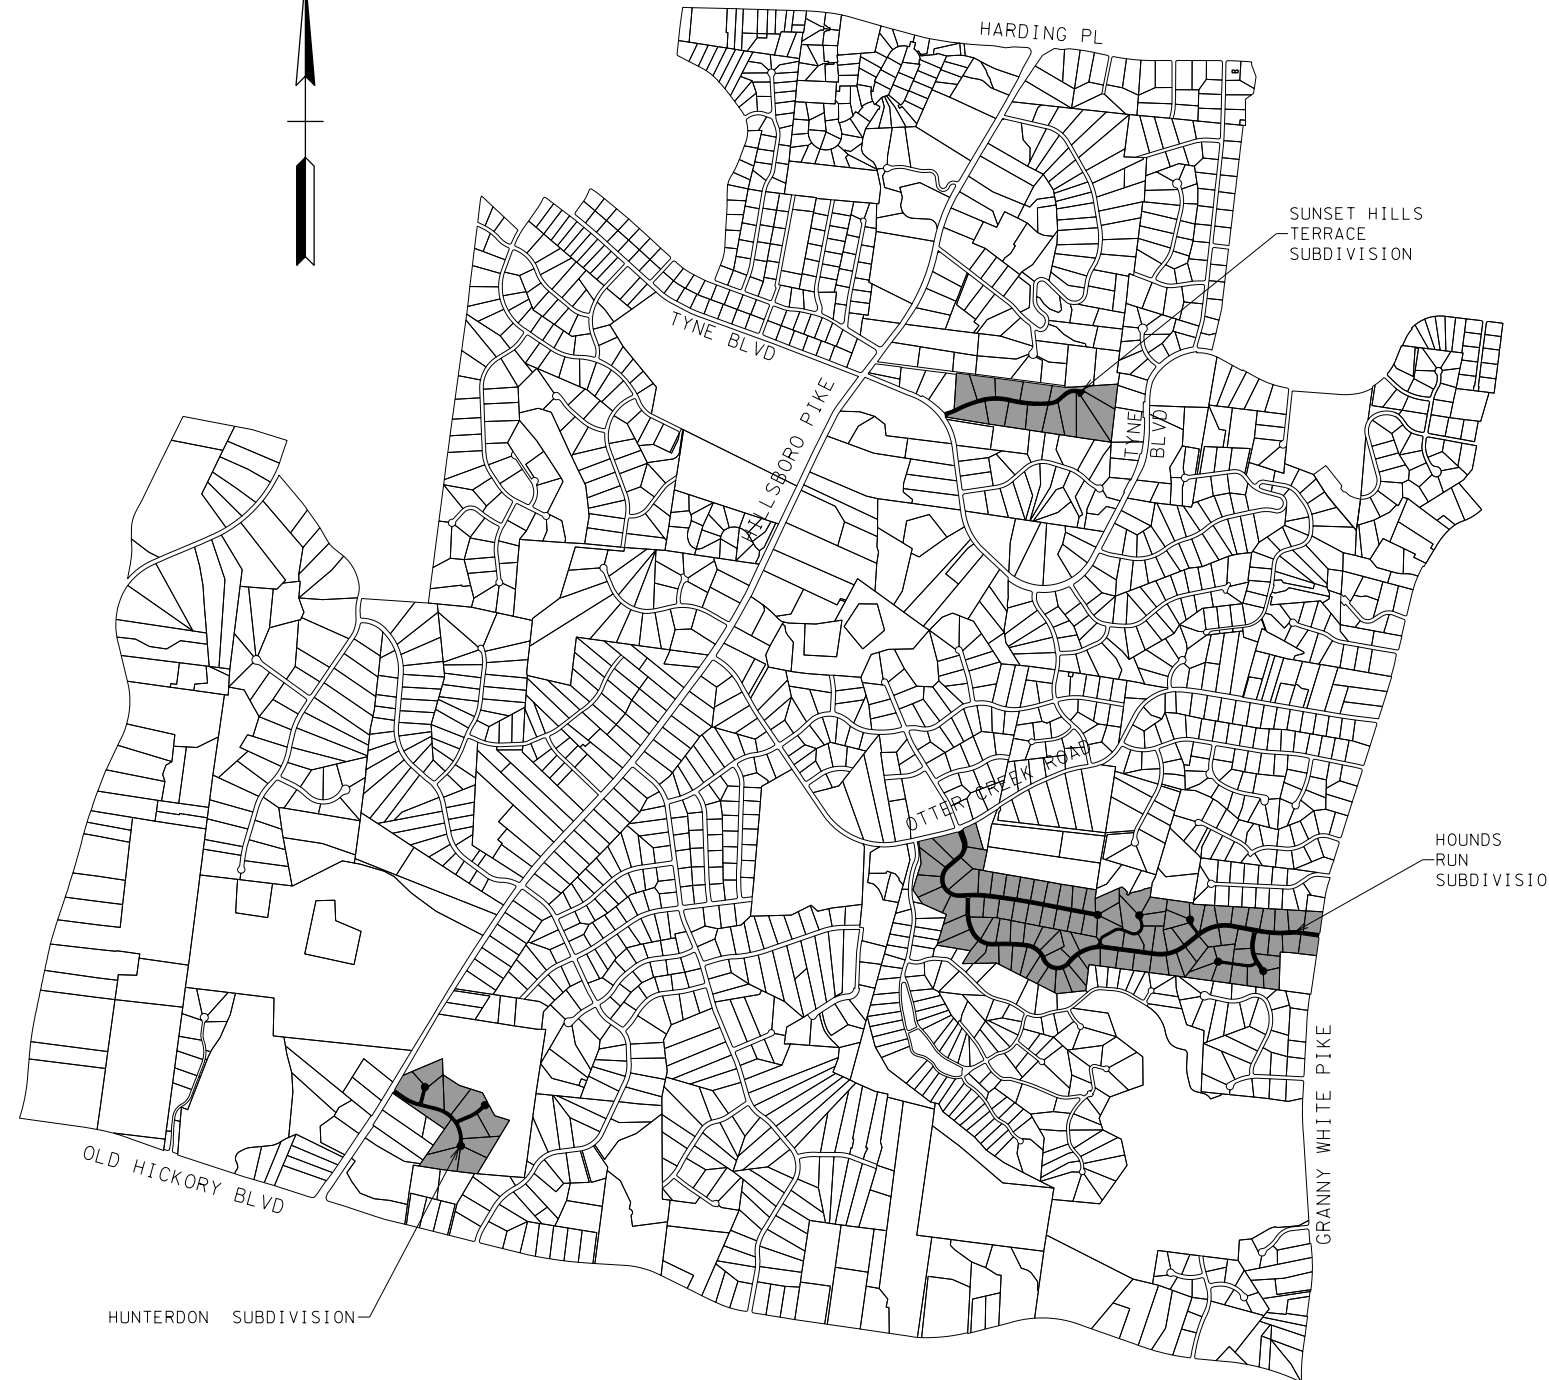 HARDING PL
SUNSET HILLS
TERRACE
SUBDIVISION
TYNE BLVD
HILLSBORO PIKE
TYNE
BLVD
OTTER CREEK ROAD
HOUNDS
RUN
SUBDIVISIO
GRANNY WHITE PIKE
OLD HICKORY BLVD
HUNTERDON SUBDIVISION